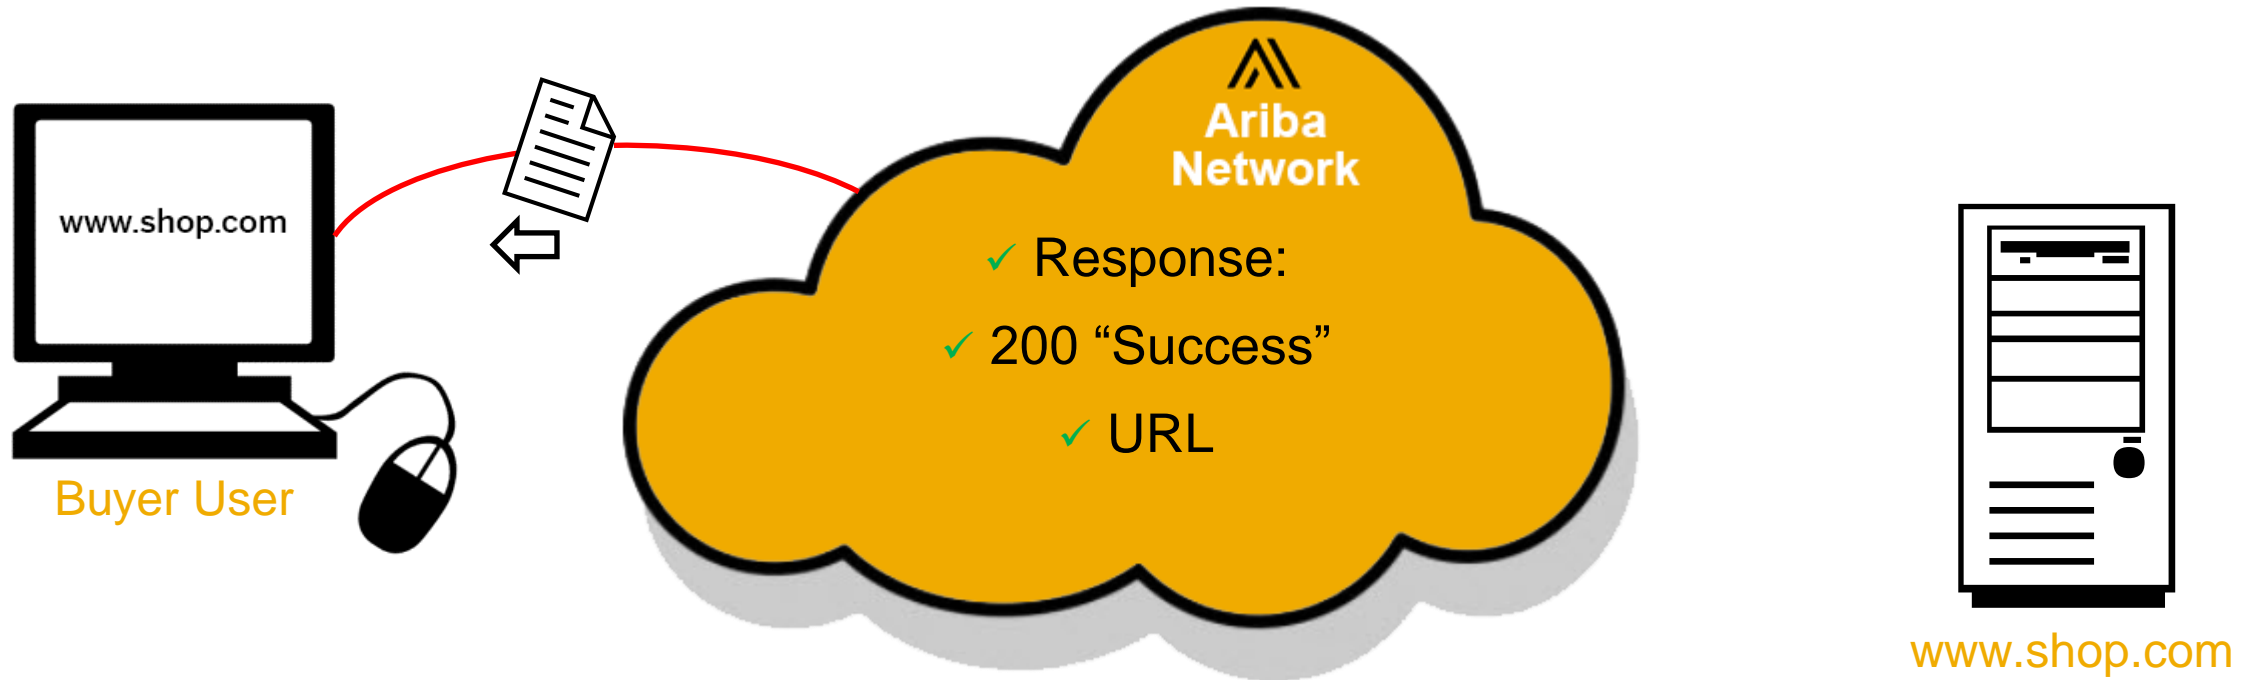 Ariba
Network
www.shop.com
✓ Response:
✓ 200 “Success”
✓ URL
Buyer User
www.shop.com